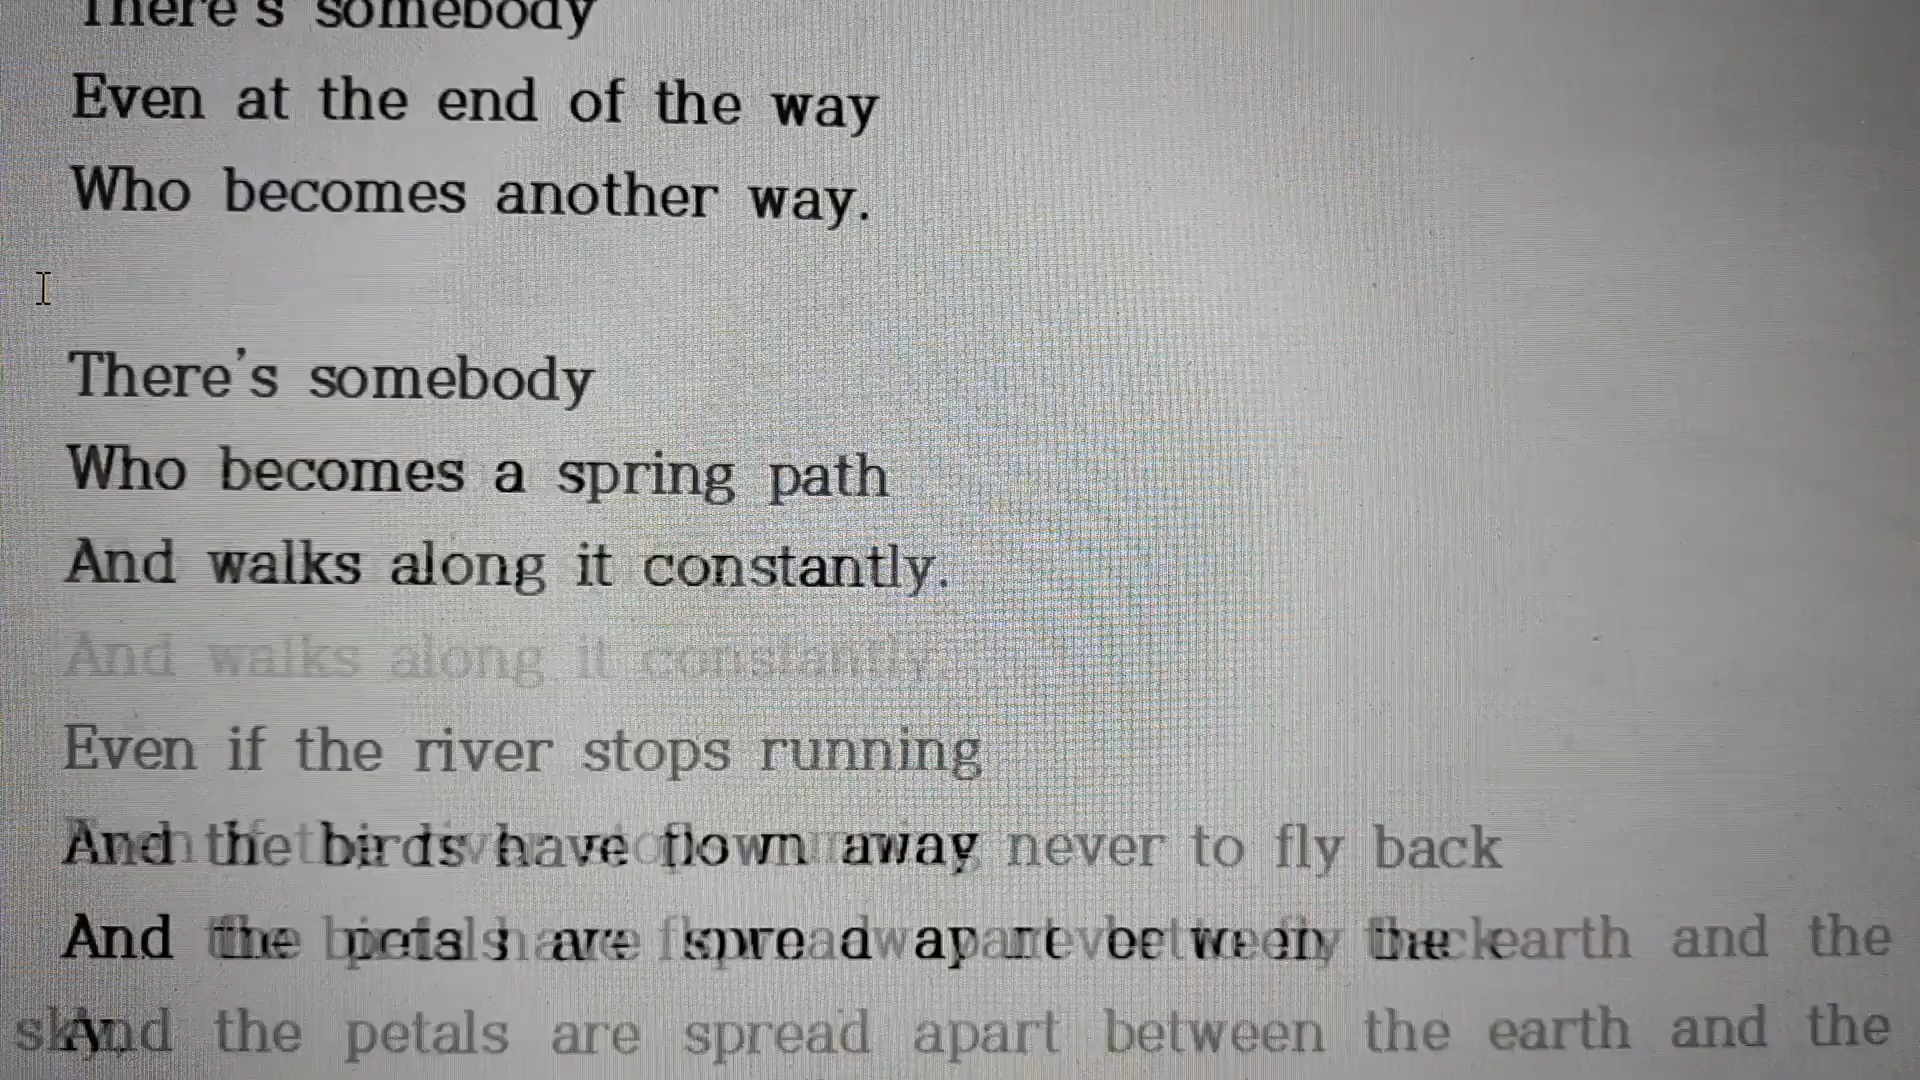 There's somebody
Even at the end of the way
Who becomes another way.
There's somebody
Who becomes a spring path
And walks along it constantly.
And walks along it constantly.
Even if the river stops running
And the birds have flown away never to fly back
And the petals are spread apart between the earth and the
And the petals are spread apart between the earth and the